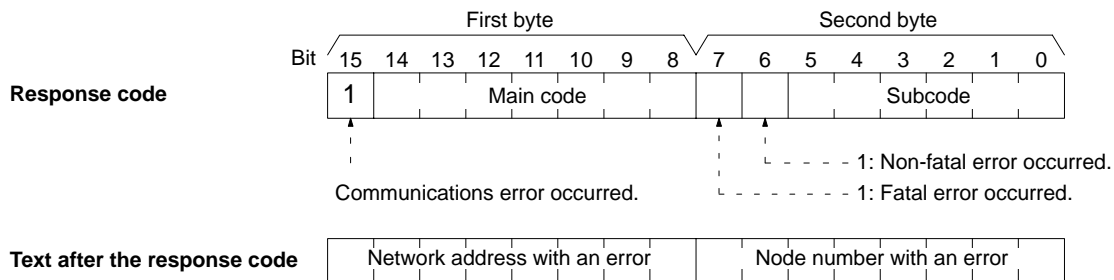 First byte Second byte
Bit 15 14 13 12 11 10 9 8 7 6 5 4 3 2 1 0
Response code 1 Main code Subcode
1: Non-fatal error occurred.
Communications error occurred. 1: Fatal error occurred.
Text after the response code Network address with an error Node number with an error